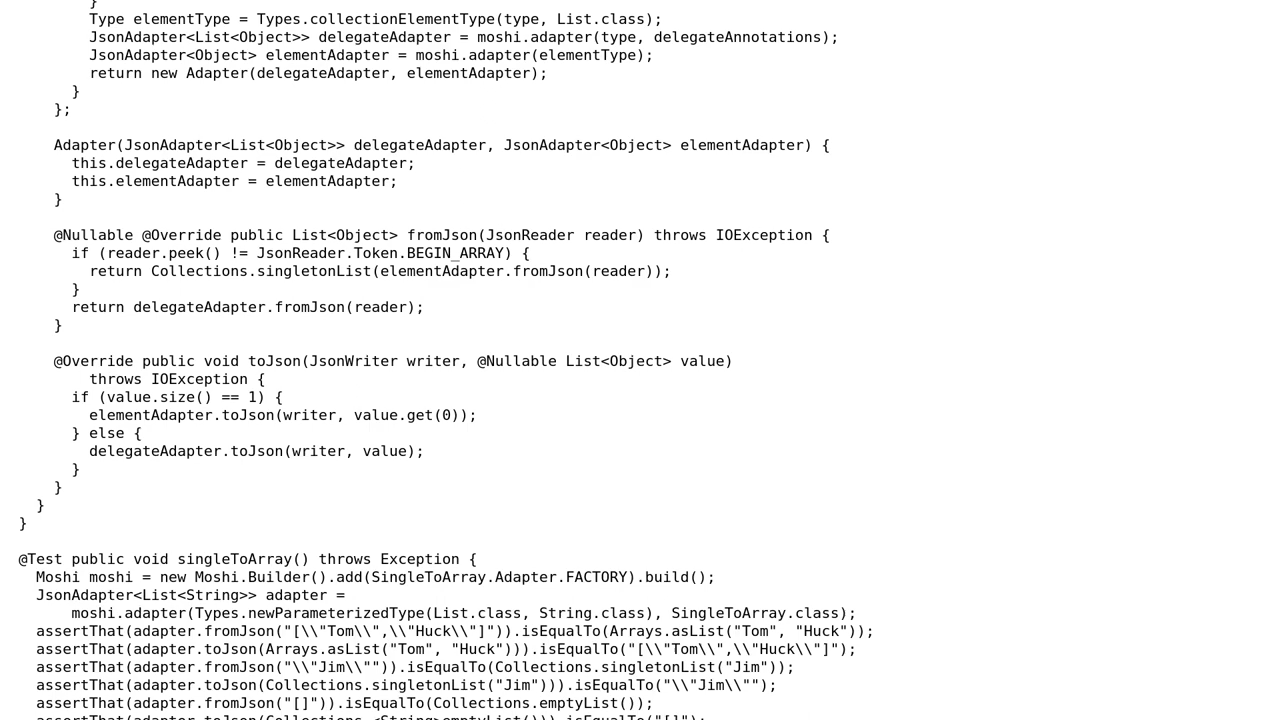 }
Type elementType = Types.collectionElementType(type, List.class);
JsonAdapter<List<Object>> delegateAdapter = moshi.adapter(type, delegateAnnotations);
JsonAdapter<Object> elementAdapter = moshi.adapter(elementType);
return new Adapter(delegateAdapter, elementAdapter);
}
};
Adapter(JsonAdapter<List<Object>> delegateAdapter, JsonAdapter<Object> elementAdapter) {
this.delegateAdapter = delegateAdapter;
this.elementAdapter = elementAdapter;
}
@Nullable @Override public List<Object> fromJson(JsonReader reader) throws IOException {
if (reader.peek() != JsonReader.Token.BEGIN_ARRAY) {
return Collections.singletonList(elementAdapter.fromJson(reader));
}
return delegateAdapter.fromJson(reader);
}
@Override public void toJson(JsonWriter writer, @Nullable List<Object> value)
throws IOException {
if (value.size() == 1) {
elementAdapter.toJson(writer, value.get(0));
} else {
delegateAdapter.toJson(writer, value);
}
}
}
}
@Test public void singleToArray() throws Exception {
Moshi moshi = new Moshi.Builder().add(SingleToArray.Adapter.FACTORY).build();
JsonAdapter<List<String>> adapter =
moshi.adapter(Types.newParameterizedType(List.class, String.class), SingleToArray.class);
assertThat(adapter.fromJson("[\\"Tom\\",\\"Huck\\"]")).isEqualTo(Arrays.asList("Tom", "Huck"));
assertThat(adapter.toJson(Arrays.asList("Tom", "Huck"))).isEqualTo("[\\"Tom\\",\\"Huck\\"]");
assertThat(adapter.fromJson("\\"Jim\\"")).isEqualTo(Collections.singletonList("Jim"));
assertThat(adapter.toJson(Collections.singletonList("Jim"))).isEqualTo("\\"Jim\\"");
assertThat(adapter.fromJson("[]")).isEqualTo(Collections.emptyList());
assertThat(adapter.toJson(Collections.<String>emptyList())).isEqualTo("[]");